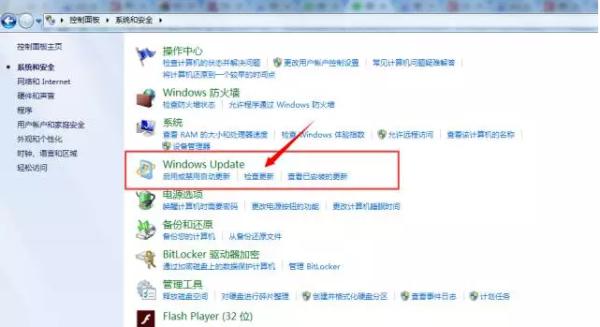 控制面板 ▸ 系统和安全 ▸
控制面板主页
系统和安全
网络和 Internet
硬件和声音
程序
用户帐户和家庭安全
外观和个性化
时钟、语言和区域
轻松访问
操作中心
检查计算机的状态并解决问题 更改用户帐户控制设置 常见计算机问题疑难解答
将计算机还原到一个较早的时间点
Windows 防火墙
检查防火墙状态 允许程序通过 Windows 防火墙
系统
查看 RAM 的大小和处理器速度 检查 Windows 体验指数 允许远程访问 查看该计算机的名称
设备管理器
Windows Update
启用或禁用自动更新 检查更新 查看已安装的更新
电源选项
唤醒计算机时需要密码 更改电源按钮的功能 更改计算机睡眠时间
备份和还原
备份您的计算机 从备份还原文件
BitLocker 驱动器加密
通过加密磁盘上的数据保护计算机 管理 BitLocker
管理工具
释放磁盘空间 对硬盘进行碎片整理 创建并格式化硬盘分区 查看事件日志 计划任务
Flash Player (32 位)